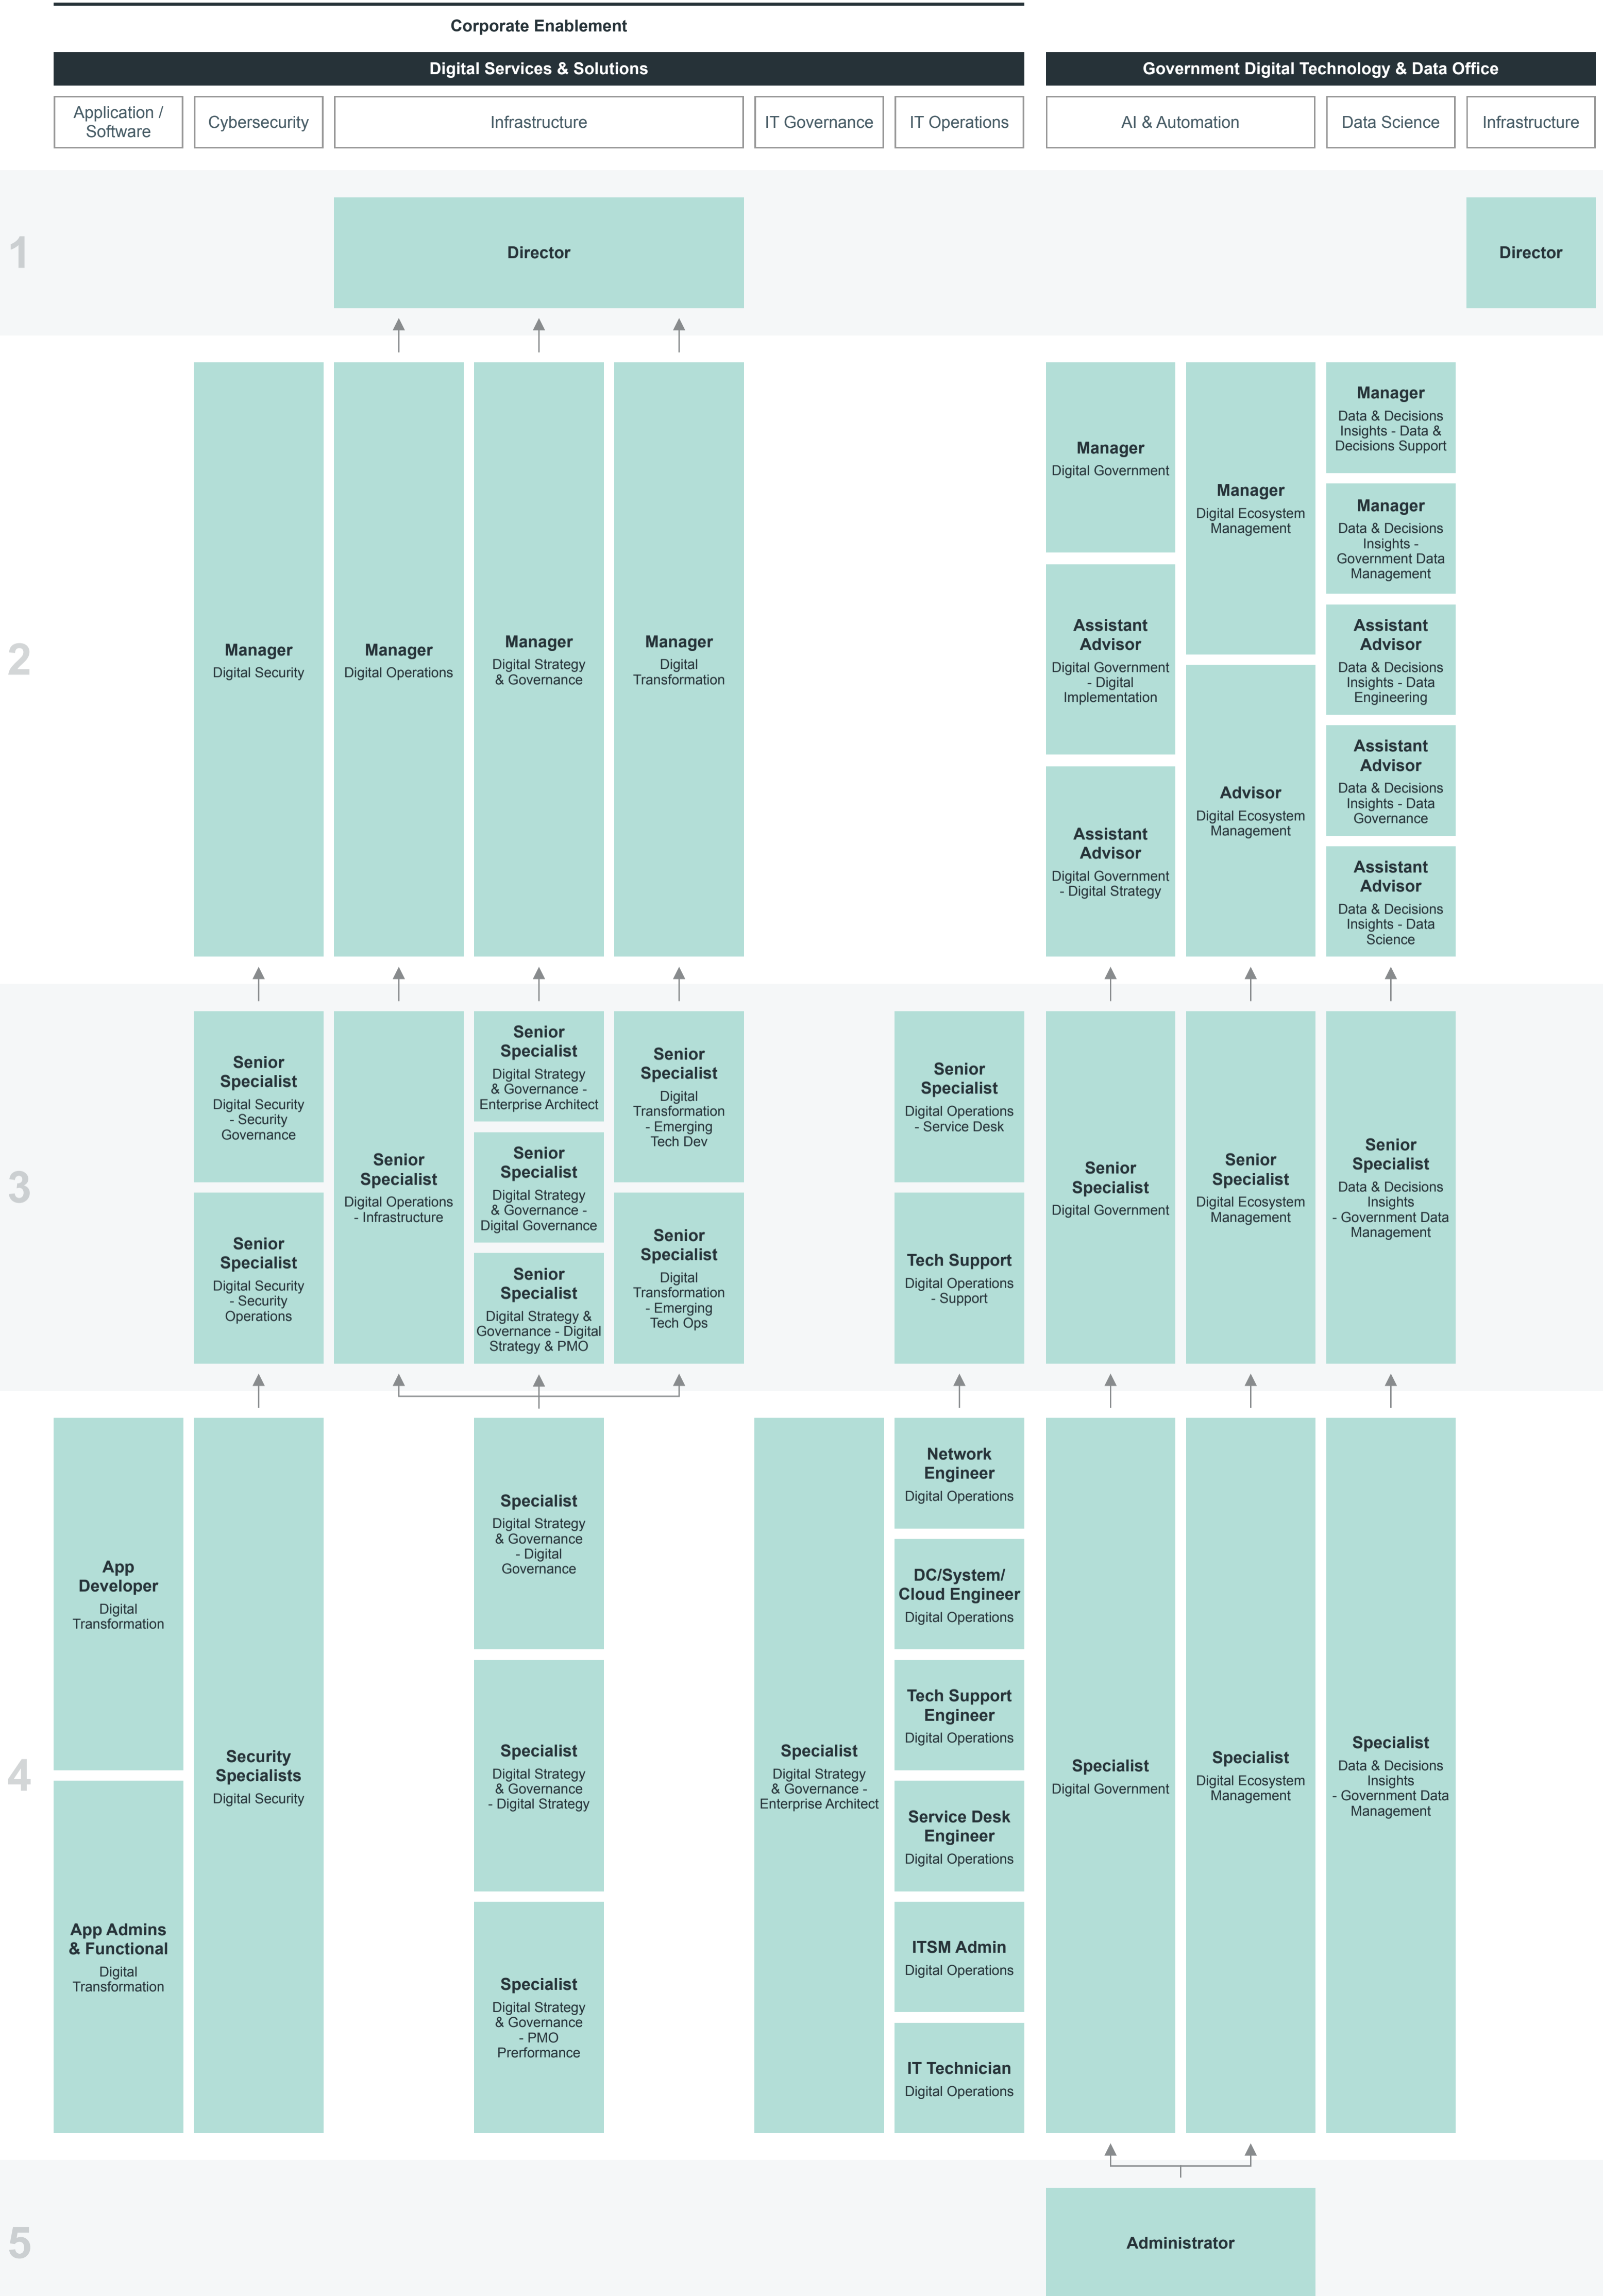 Corporate Enablement
Digital Services & Solutions
Government Digital Technology & Data Office
Application /
Software
Cybersecurity
Infrastructure
IT Governance
IT Operations
AI & Automation
Data Science
Infrastructure
1
Director
Director
2
Manager
Digital Security
Manager
Digital Operations
Manager
Digital Strategy
& Governance
Manager
Digital
Transformation
Manager
Digital Government
Assistant
Advisor
Digital Government
- Digital
Implementation
Assistant
Advisor
Digital Government
- Digital Strategy
Manager
Digital Ecosystem
Management
Advisor
Digital Ecosystem
Management
Manager
Data & Decisions
Insights - Data &
Decisions Support
Manager
Data & Decisions
Insights -
Government Data
Management
Assistant
Advisor
Data & Decisions
Insights - Data
Engineering
Assistant
Advisor
Data & Decisions
Insights - Data
Governance
Assistant
Advisor
Data & Decisions
Insights - Data
Science
3
Senior
Specialist
Digital Security
- Security
Governance
Senior
Specialist
Digital Security
- Security
Operations
Senior
Specialist
Digital Operations
- Infrastructure
Senior
Specialist
Digital Strategy
& Governance -
Enterprise Architect
Senior
Specialist
Digital Strategy
& Governance -
Digital Governance
Senior
Specialist
Digital Strategy &
Governance - Digital
Strategy & PMO
Senior
Specialist
Digital
Transformation
- Emerging
Tech Dev
Senior
Specialist
Digital
Transformation
- Emerging
Tech Ops
Senior
Specialist
Digital Operations
- Service Desk
Tech Support
Digital Operations
- Support
Senior
Specialist
Digital Government
Senior
Specialist
Digital Ecosystem
Management
Senior
Specialist
Data & Decisions
Insights
- Government Data
Management
4
App
Developer
Digital
Transformation
App Admins
& Functional
Digital
Transformation
Security
Specialists
Digital Security
Specialist
Digital Strategy
& Governance
- Digital
Governance
Specialist
Digital Strategy
& Governance
- Digital Strategy
Specialist
Digital Strategy
& Governance
- PMO
Prerformance
Specialist
Digital Strategy
& Governance -
Enterprise Architect
Network
Engineer
Digital Operations
DC/System/
Cloud Engineer
Digital Operations
Tech Support
Engineer
Digital Operations
Service Desk
Engineer
Digital Operations
ITSM Admin
Digital Operations
IT Technician
Digital Operations
Specialist
Digital Government
Specialist
Digital Ecosystem
Management
Specialist
Data & Decisions
Insights
- Government Data
Management
5
Administrator